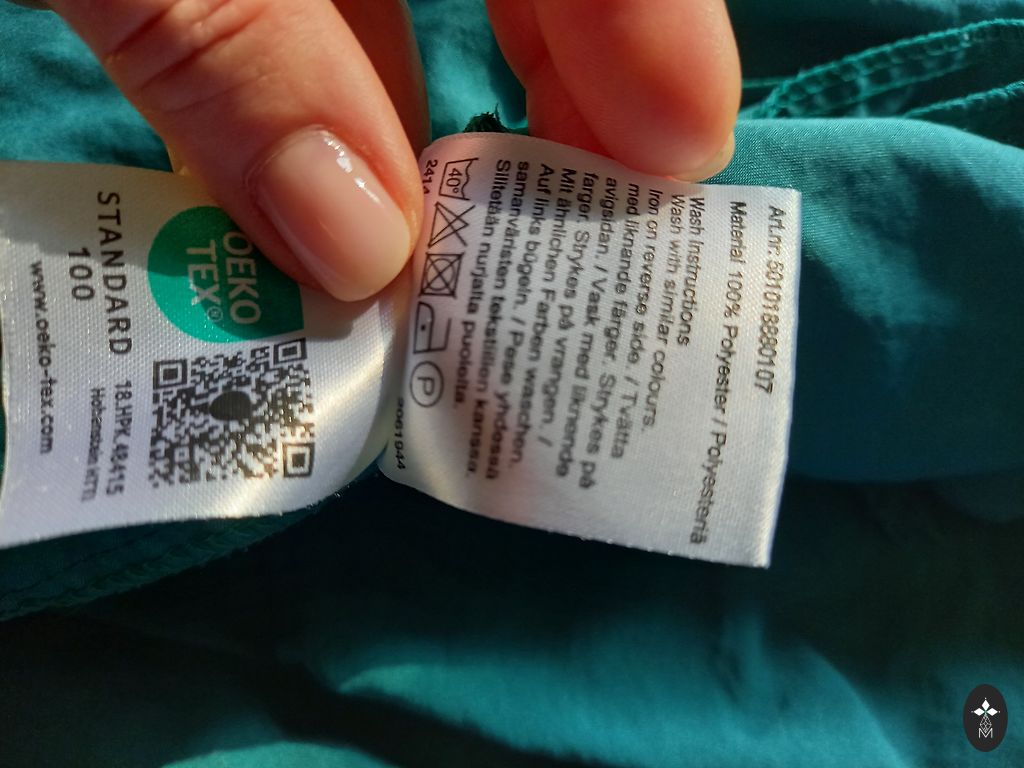 OEKO
TEX®
STANDARD
100
www.oeko-tex.com
18.HPK.48415
Hohenstein HTTI
Art.nr: 501018880107
Material 100% Polyester / Polyesteriä
Wash Instructions
Wash with similar colours.
Iron on reverse side. / Tvätta
med liknande färger. Strykes på
avigsidan. / Vask med liknende
farger. Strykes på vrangen. /
Mit ähnlichen Farben waschen.
Auf links bügeln. / Pese yhdessä
samanväristen tekstiilien kanssa.
Silitetään nurjalta puolelta.
40°
P
2414